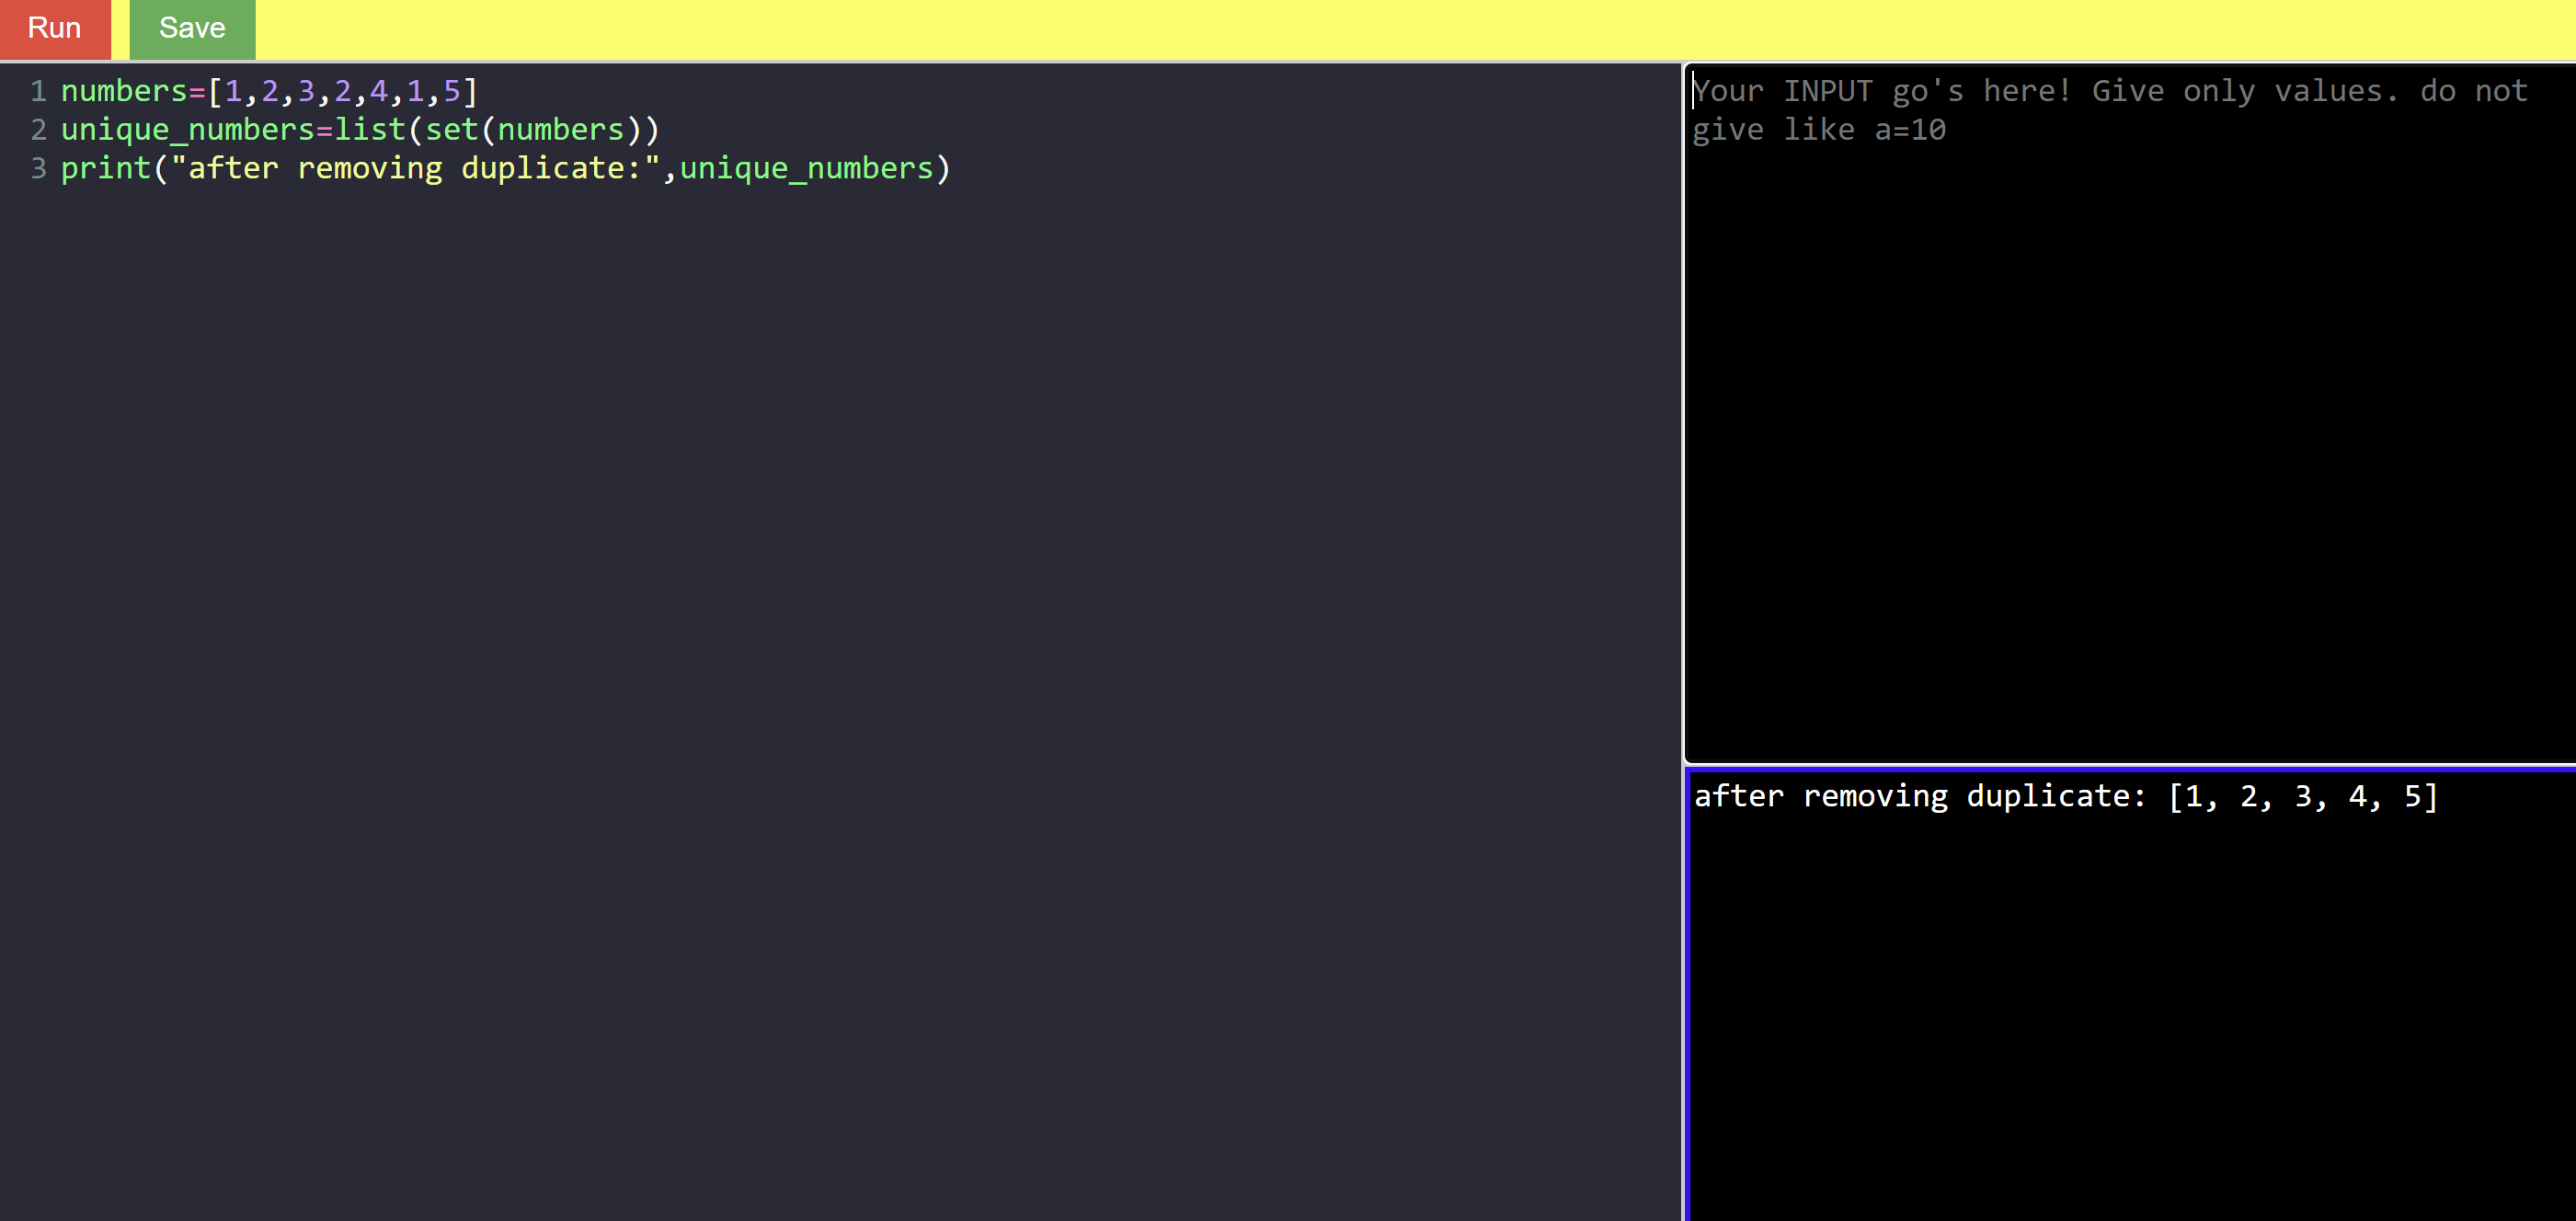 Run Save
1 numbers=[1,2,3,2,4,1,5]
2 unique_numbers=list(set(numbers))
3 print("after removing duplicate:",unique_numbers)
Your INPUT go's here! Give only values. do not
give like a=10
after removing duplicate: [1, 2, 3, 4, 5]